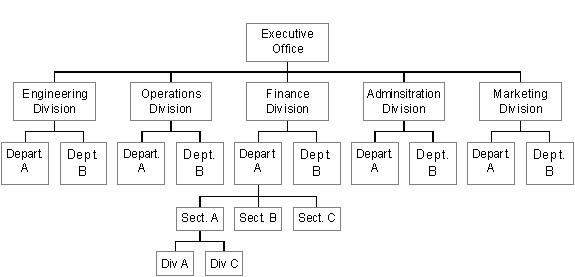 Executive
Office
Engineering
Division
Operations
Division
Finance
Division
Adminsitration
Division
Marketing
Division
Depart.
A
Dept.
B
Depart.
A
Dept.
B
Depart
A
Dept.
B
Depart.
A
Dept.
B
Depart.
A
Dept.
B
Sect. A
Sect. B
Sect. C
Div A
Div C